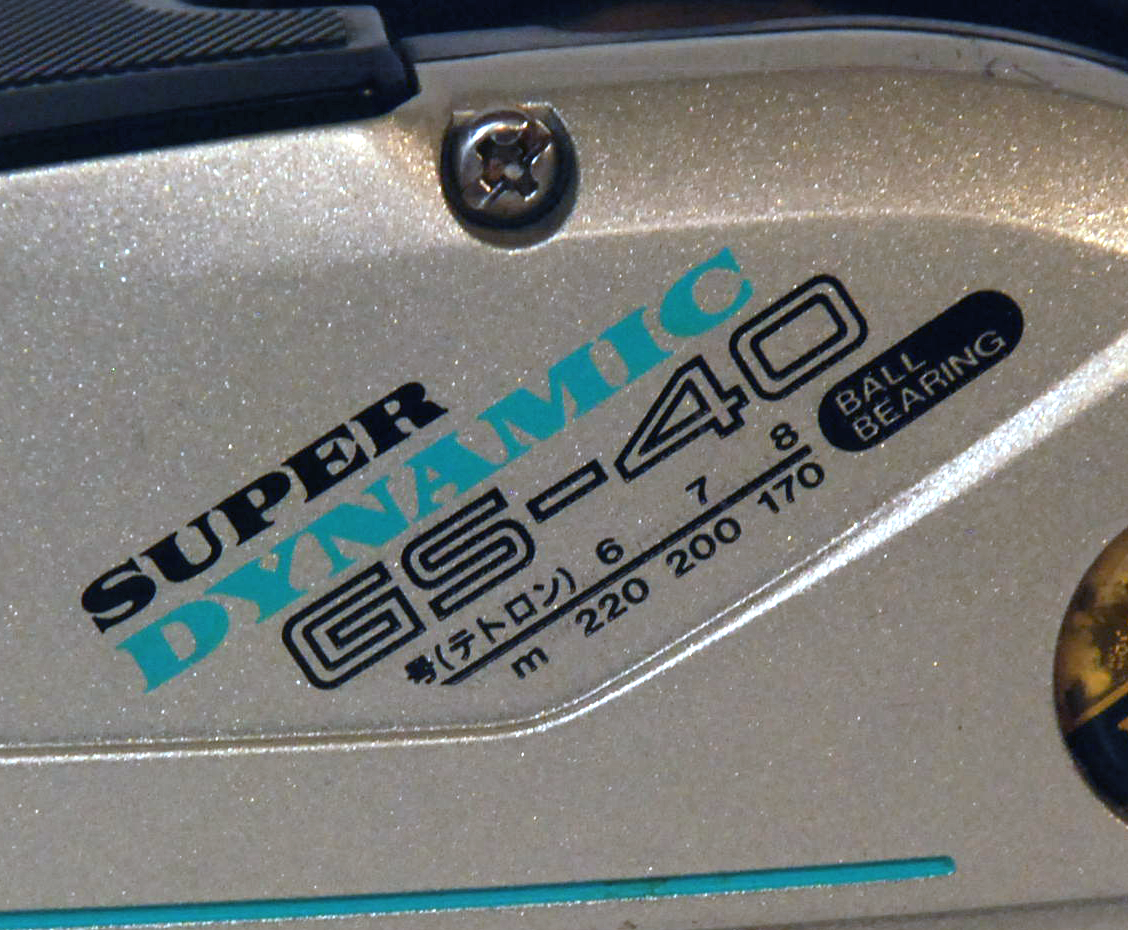 SUPER
DYNAMIC
GS-40
BALL
BEARING
号(テトロン) 6 7 8
m 220 200 170